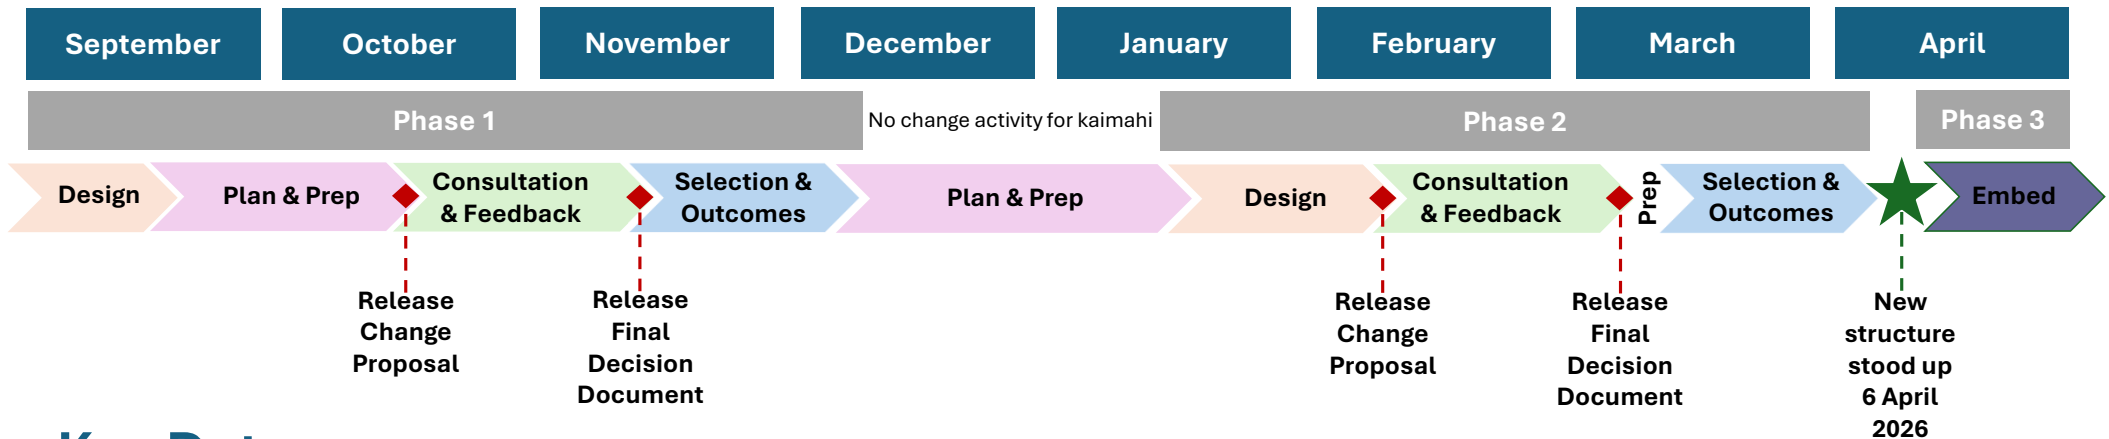 September
October
November
December
January
February
March
April
Phase 1
No change activity for kaimahi
Phase 2
Phase 3
Design
Plan & Prep
Consultation
& Feedback
Selection &
Outcomes
Plan & Prep
Design
Consultation
& Feedback
Prep
Selection &
Outcomes
Embed
Release
Change
Proposal
Release
Final
Decision
Document
Release
Change
Proposal
Release
Final
Decision
Document
New
structure
stood up
6 April
2026